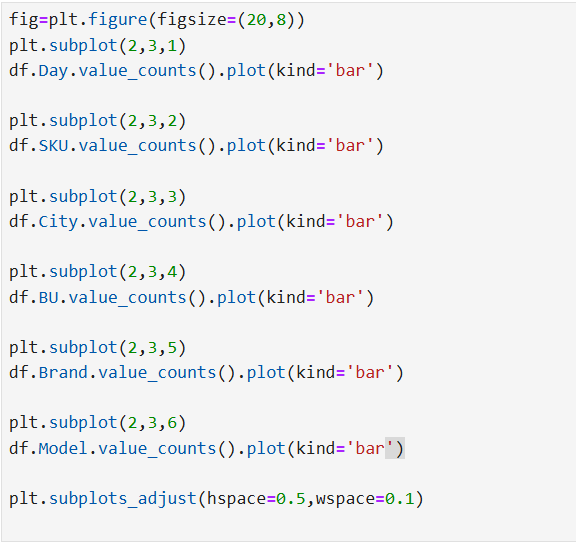 fig=plt.figure(figsize=(20,8))
plt.subplot(2,3,1)
df.Day.value_counts().plot(kind='bar')
plt.subplot(2,3,2)
df.SKU.value_counts().plot(kind='bar')
plt.subplot(2,3,3)
df.City.value_counts().plot(kind='bar')
plt.subplot(2,3,4)
df.BU.value_counts().plot(kind='bar')
plt.subplot(2,3,5)
df.Brand.value_counts().plot(kind='bar')
plt.subplot(2,3,6)
df.Model.value_counts().plot(kind='bar')
plt.subplots_adjust(hspace=0.5,wspace=0.1)